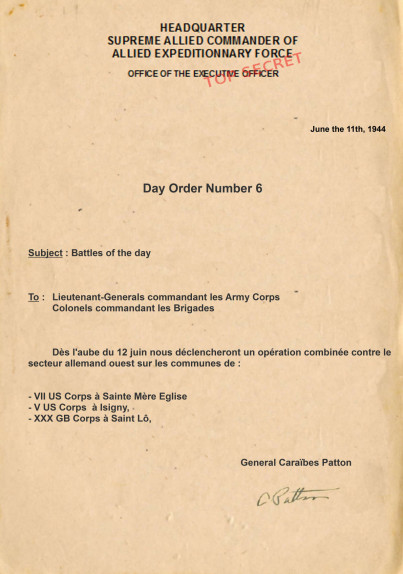 HEADQUARTER
SUPREME ALLIED COMMANDER OF
ALLIED EXPEDITIONNARY FORCE
OFFICE OF THE EXECUTIVE OFFICER
TOP SECRET
June the 11th, 1944
Day Order Number 6
Subject : Battles of the day
To : Lieutenant-Generals commandant les Army Corps
Colonels commandant les Brigades
Dès l'aube du 12 juin nous déclencheront un opération combinée contre le
secteur allemand ouest sur les communes de :
- VII US Corps à Sainte Mère Eglise
- V US Corps à Isigny,
- XXX GB Corps à Saint Lô,
General Caraïbes Patton
C Patton